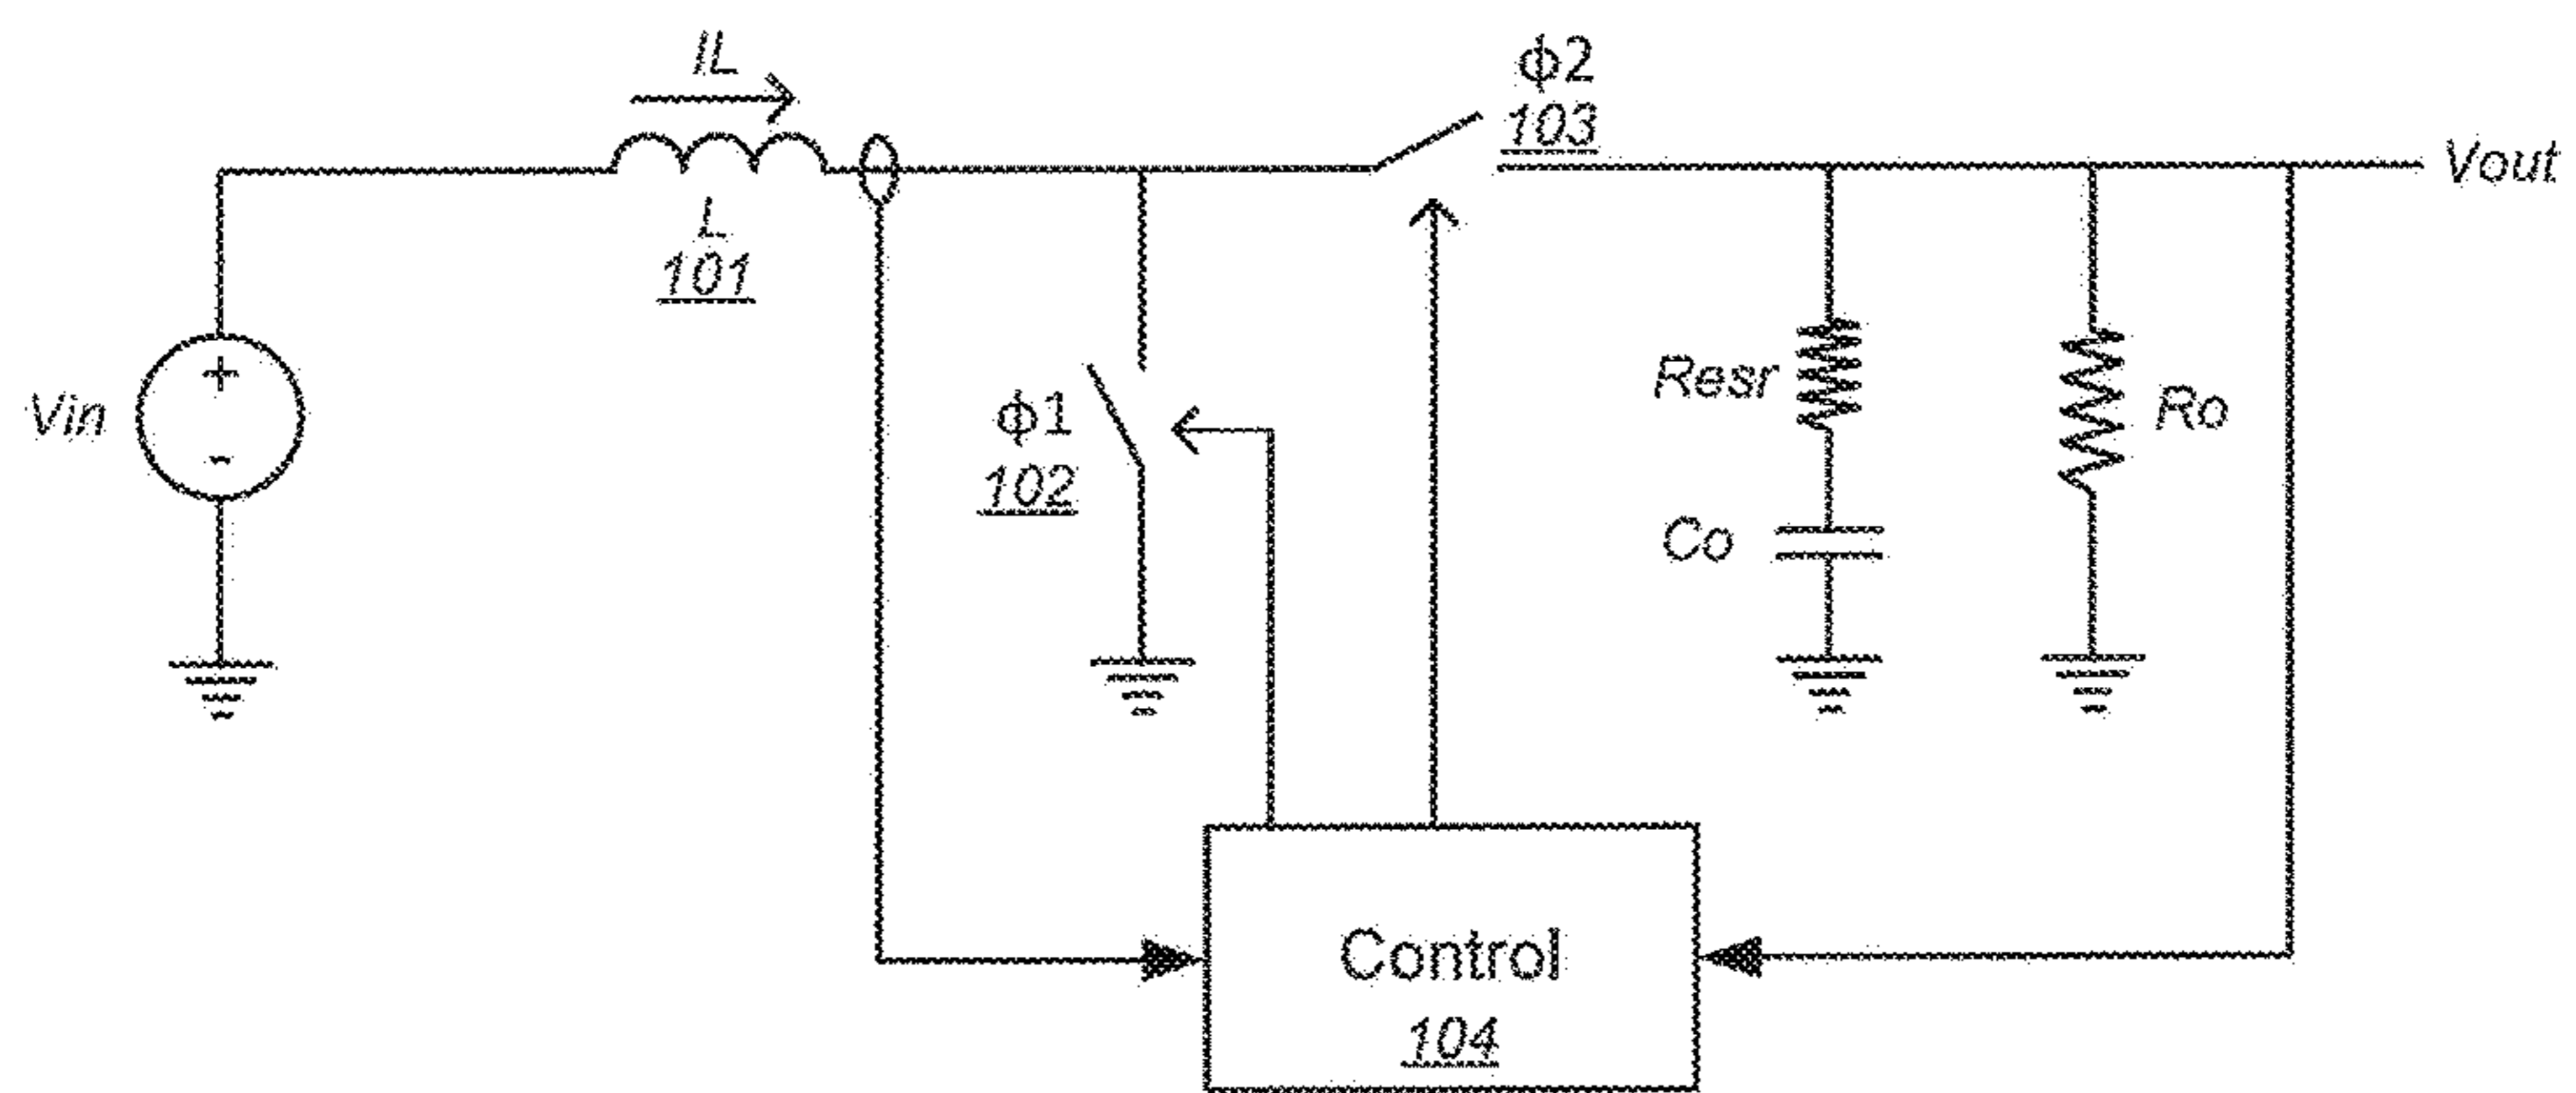 IL
ϕ2
103
Vout
L
101
+
Vin
-
ϕ1
102
Resr
Ro
Co
Control
104